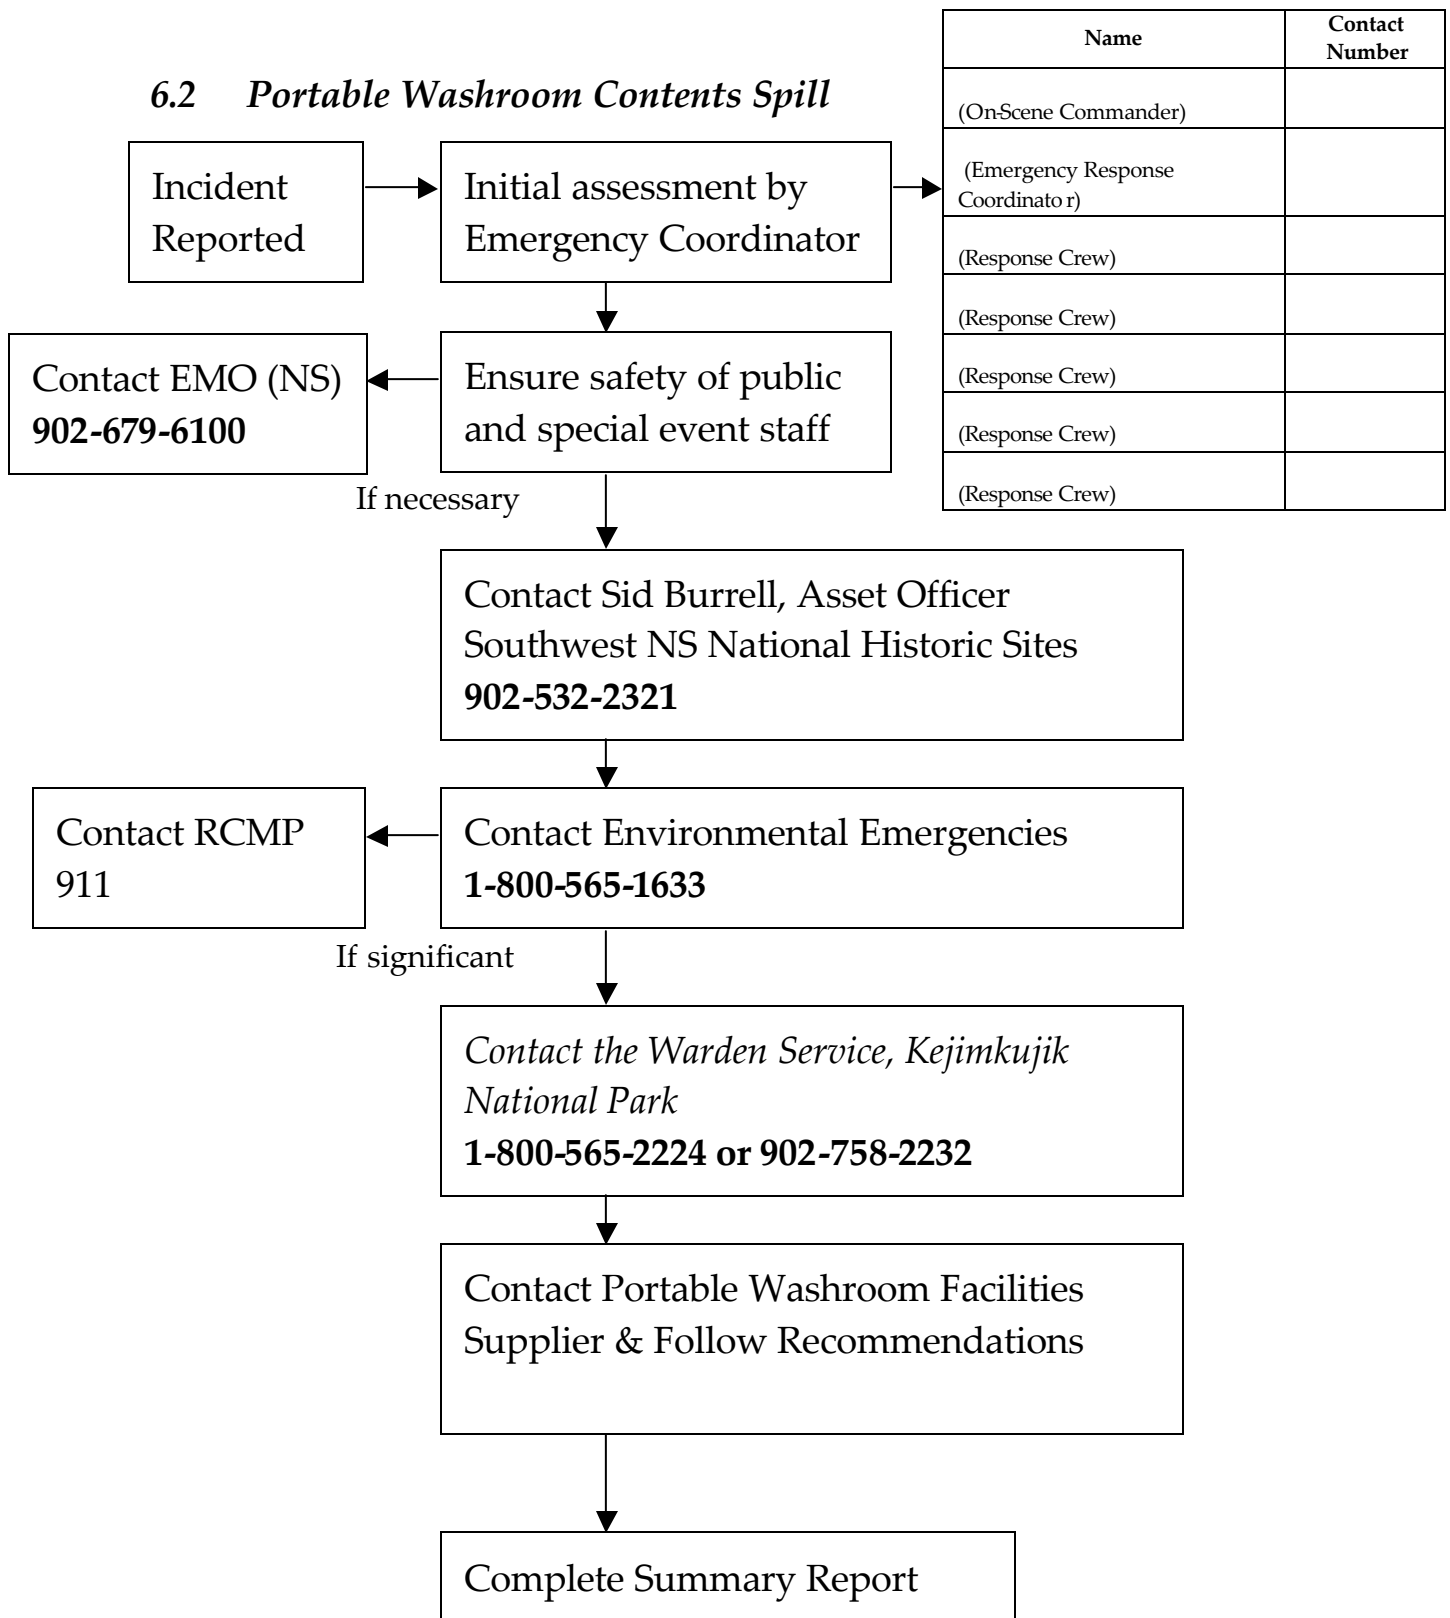 6.2 Portable Washroom Contents Spill
Name
Contact
Number
(On-Scene Commander)
(Emergency Response
Coordinato r)
(Response Crew)
(Response Crew)
(Response Crew)
(Response Crew)
(Response Crew)
Incident
Reported
Initial assessment by
Emergency Coordinator
Contact EMO (NS)
902-679-6100
Ensure safety of public
and special event staff
If necessary
Contact Sid Burrell, Asset Officer
Southwest NS National Historic Sites
902-532-2321
Contact RCMP
911
Contact Environmental Emergencies
1-800-565-1633
If significant
Contact the Warden Service, Kejimkujik
National Park
1-800-565-2224 or 902-758-2232
Contact Portable Washroom Facilities
Supplier & Follow Recommendations
Complete Summary Report